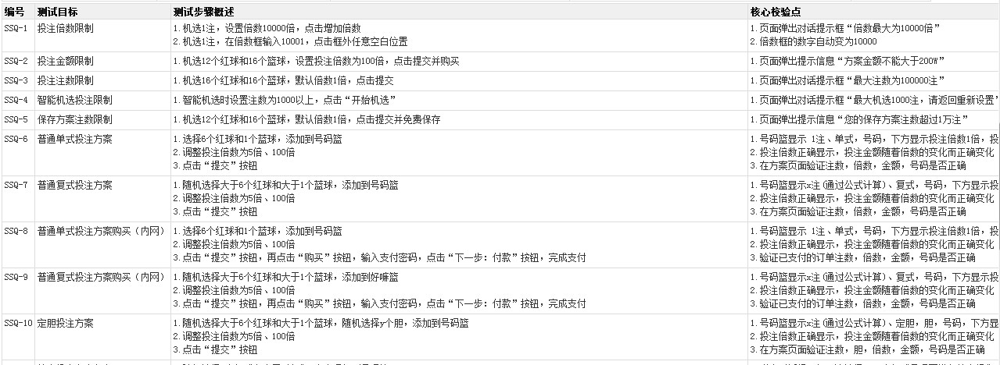 编号 测试目标 测试步骤概述 核心校验点
SSQ-1 投注倍数限制 1.机选1注，设置倍数10000倍，点击增加倍数 1.页面弹出对话提示框“倍数最大为10000倍”
2.机选1注，在倍数框输入10001，点击框外任意空白位置 2.倍数框的数字自动变为10000
SSQ-2 投注金额限制 1.机选12个红球和16个蓝球，设置投注倍数为100倍，点击提交并购买 1.页面弹出提示信息“方案金额不能大于200W”
SSQ-3 投注注数限制 1.机选16个红球和16个蓝球，默认倍数1倍，点击提交 1.页面弹出对话提示框“最大注数为100000注”
SSQ-4 智能机选投注限制 1.智能机选时设置注数为1000以上，点击“开始机选” 1.页面弹出对话提示框“最大机选1000注，请返回重新设置”
SSQ-5 保存方案注数限制 1.机选12个红球和16个蓝球，默认倍数1倍，点击提交并免费保存 1.页面弹出提示信息“您的保存方案注数超过1万注”
SSQ-6 普通单式投注方案 1.选择6个红球和1个蓝球，添加到号码篮 1.号码篮显示 1注、单式，号码，下方显示投注倍数1倍，投
2.调整投注倍数为5倍、100倍 2.投注倍数正确显示，投注金额随着倍数的变化而正确变化
3.点击“提交”按钮 3.在方案页面验证注数，倍数，金额，号码是否正确
SSQ-7 普通复式投注方案 1.随机选择大于6个红球和大于1个蓝球，添加到号码篮 1.号码篮显示x注(通过公式计算)、复式，号码，下方显示投
2.调整投注倍数为5倍、100倍 2.投注倍数正确显示，投注金额随着倍数的变化而正确变化
3.点击“提交”按钮 3.在方案页面验证注数，倍数，金额，号码是否正确
SSQ-8 普通单式投注方案购买（内网） 1.选择6个红球和1个蓝球，添加到号码篮 1.号码篮显示 1注、单式，号码，下方显示投注倍数1倍，投
2.调整投注倍数为5倍、100倍 2.投注倍数正确显示，投注金额随着倍数的变化而正确变化
3.点击“提交”按钮，再点击“购买”按钮，输入支付密码，点击“下一步：付款”按钮，完成支付 3.验证已支付的订单注数，倍数，金额，号码是否正确
SSQ-9 普通复式投注方案购买（内网） 1.随机选择大于6个红球和大于1个蓝球，添加到好嘛篮 1.号码篮显示x注(通过公式计算)、复式，号码，下方显示投
2.调整投注倍数为5倍、100倍 2.投注倍数正确显示，投注金额随着倍数的变化而正确变化
3.点击“提交”按钮，再点击“购买”按钮，输入支付密码，点击“下一步：付款”按钮，完成支付 3.验证已支付的订单注数，倍数，金额，号码是否正确
SSQ-10 定胆投注方案 1.随机选择大于6个红球和大于1个蓝球，随机选择y个胆，添加到号码篮 1.号码篮显示x注(通过公式计算)、定胆，胆，号码，下方显
2.调整投注倍数为5倍、100倍 2.投注倍数正确显示，投注金额随着倍数的变化而正确变化
3.点击“提交”按钮 3.在方案页面验证注数，胆，倍数，金额，号码是否正确